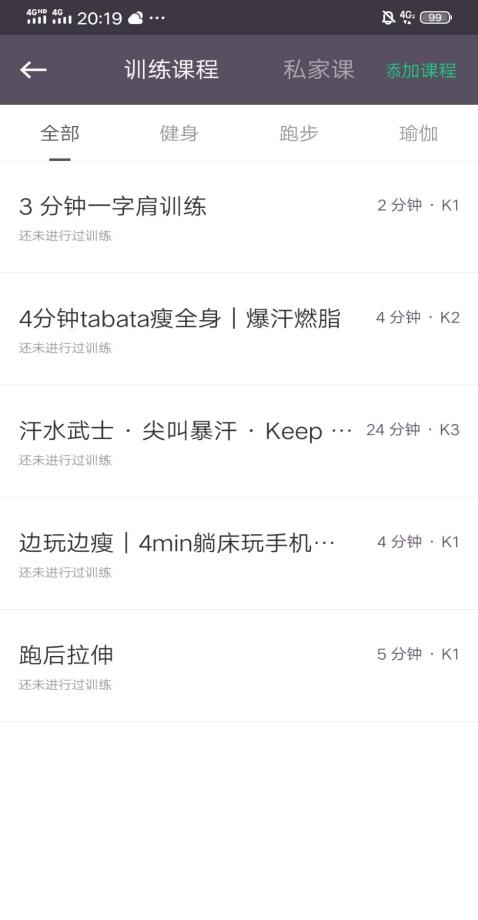 4G HD 4G 20:19 ··· 4G 2 99
训练课程 私家课 添加课程
全部 健身 跑步 瑜伽
3 分钟一字肩训练 2 分钟 · K1
还未进行过训练
4分钟tabata瘦全身｜爆汗燃脂 4 分钟 · K2
还未进行过训练
汗水武士 · 尖叫暴汗 · Keep ··· 24 分钟 · K3
还未进行过训练
边玩边瘦｜4min躺床玩手机··· 4 分钟 · K1
还未进行过训练
跑后拉伸 5 分钟 · K1
还未进行过训练